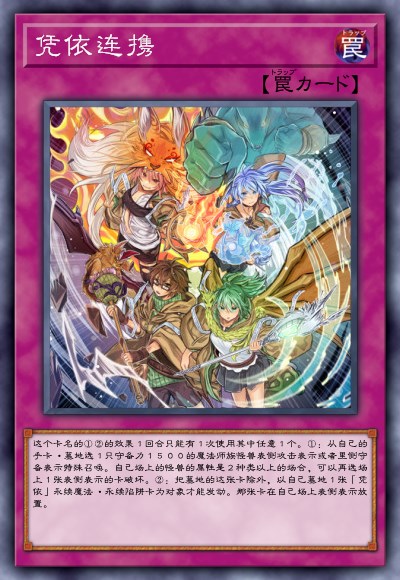 凭依连携
罠
トラップ
【罠カード】
トラップ
这个卡名的①②的效果1回合只能有1次使用其中任意1个。①：从自己的
手卡・墓地选1只守备力1500的魔法师族怪兽表侧攻击表示或者里侧守
备表示特殊召唤。自己场上的怪兽的属性是2种类以上的场合，可以再选场
上1张表侧表示的卡破坏。②：把墓地的这张卡除外，以自己墓地1张「凭
依」永续魔法・永续陷阱卡为对象才能发动。那张卡在自己场上表侧表示放
置。